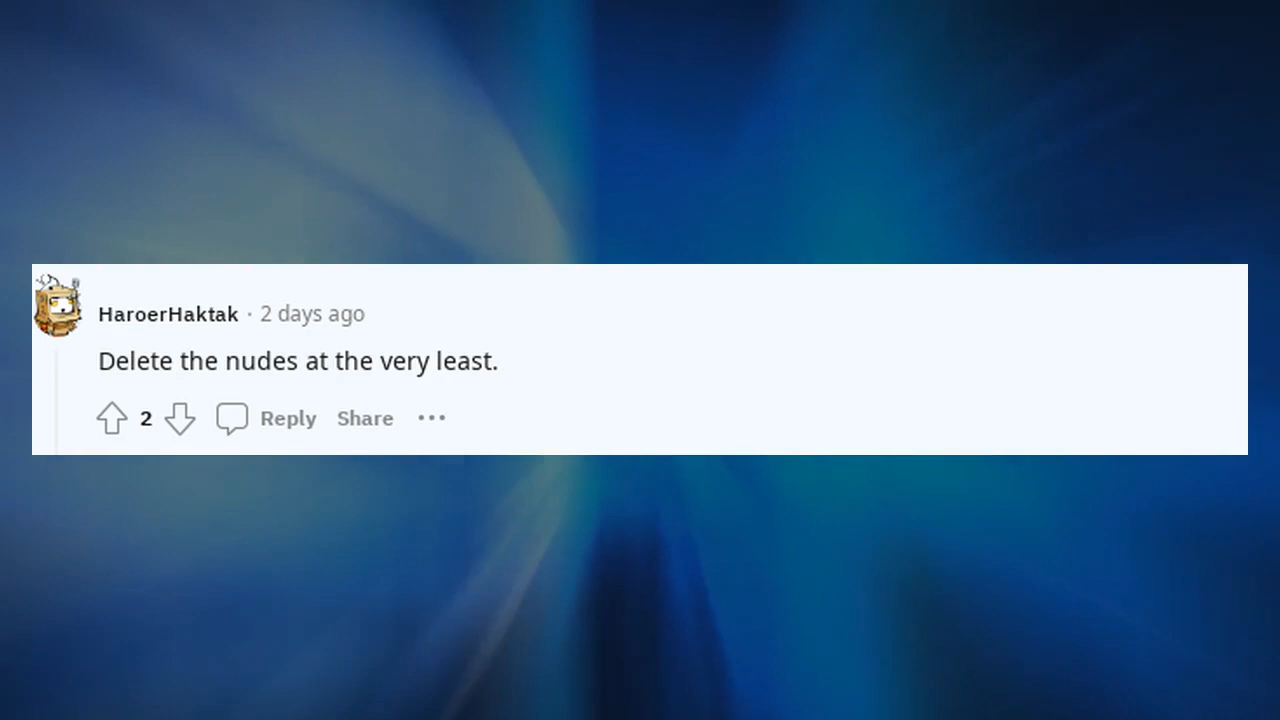 HaroerHaktak · 2 days ago
Delete the nudes at the very least.
2 Reply Share ···